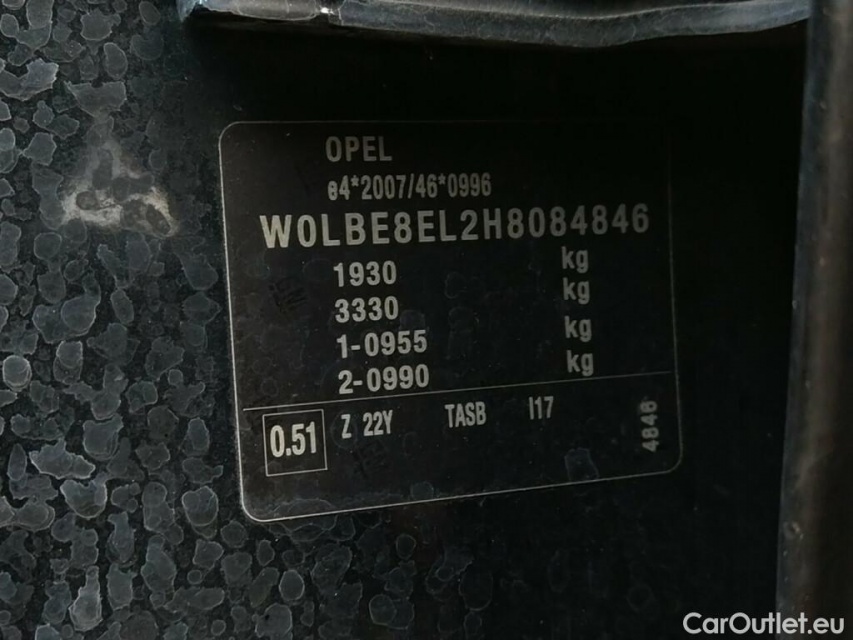 OPEL
e4*2007/46*0996
W0LBE8EL2H8084846
1930 kg
3330 kg
1-0955 kg
2-0990 kg
0.51 Z 22Y TASB I17 4846
CarOutlet.eu